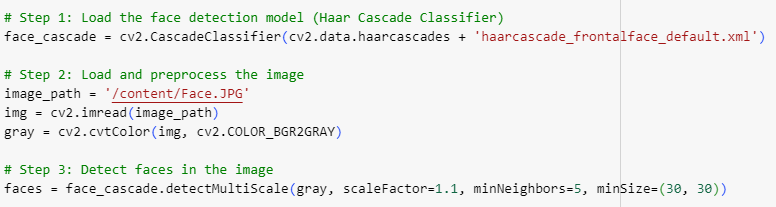 # Step 1: Load the face detection model (Haar Cascade Classifier)
face_cascade = cv2.CascadeClassifier(cv2.data.haarcascades + 'haarcascade_frontalface_default.xml')
# Step 2: Load and preprocess the image
image_path = '/content/Face.JPG'
img = cv2.imread(image_path)
gray = cv2.cvtColor(img, cv2.COLOR_BGR2GRAY)
# Step 3: Detect faces in the image
faces = face_cascade.detectMultiScale(gray, scaleFactor=1.1, minNeighbors=5, minSize=(30, 30))